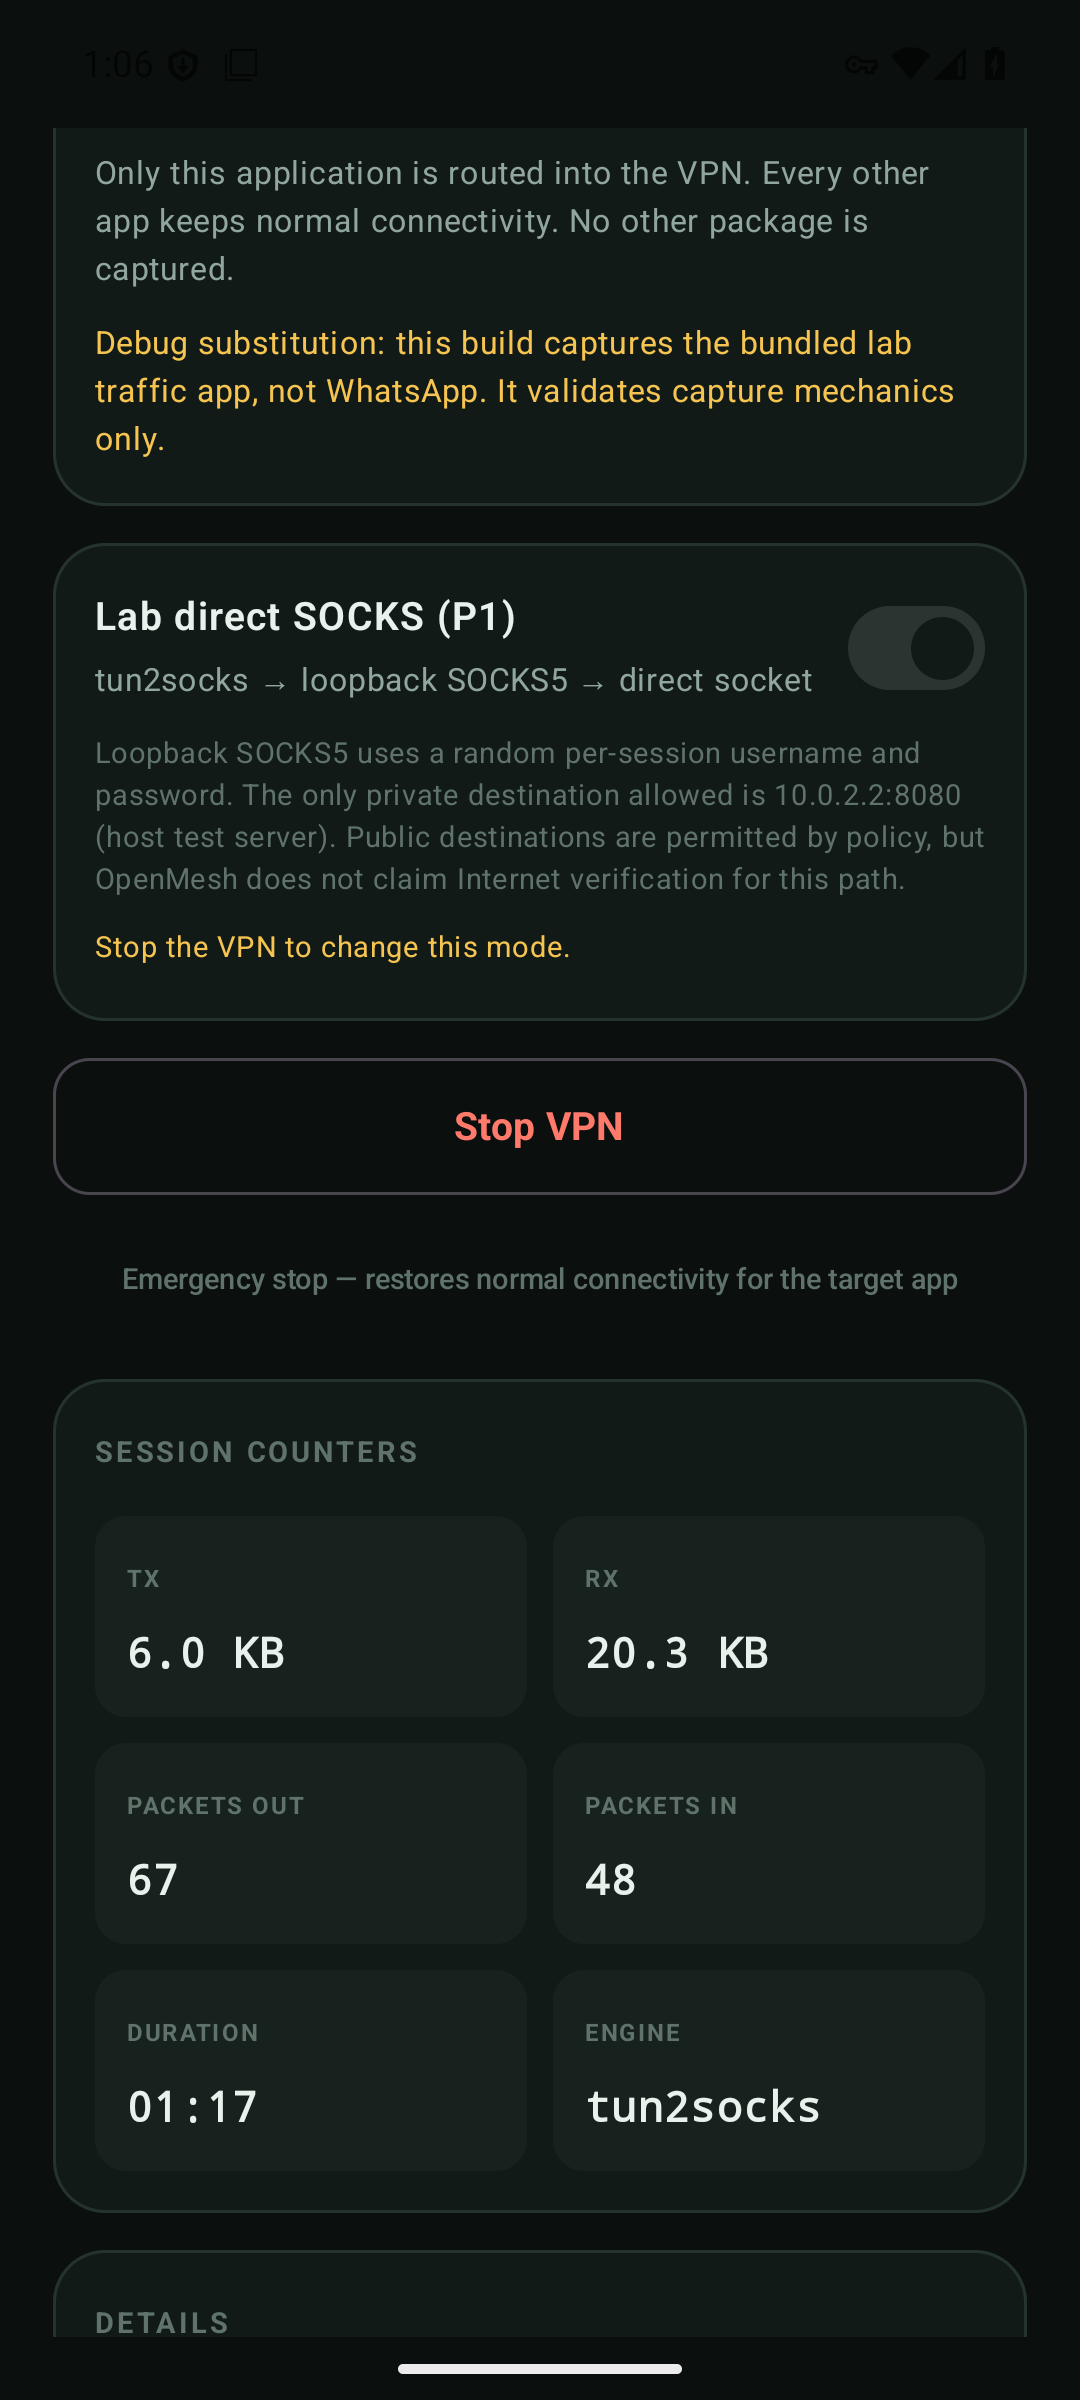 1:06
Only this application is routed into the VPN. Every other
app keeps normal connectivity. No other package is
captured.
Debug substitution: this build captures the bundled lab
traffic app, not WhatsApp. It validates capture mechanics
only.
Lab direct SOCKS (P1)
tun2socks → loopback SOCKS5 → direct socket
Loopback SOCKS5 uses a random per-session username and
password. The only private destination allowed is 10.0.2.2:8080
(host test server). Public destinations are permitted by policy, but
OpenMesh does not claim Internet verification for this path.
Stop the VPN to change this mode.
Stop VPN
Emergency stop — restores normal connectivity for the target app
SESSION COUNTERS
TX
6.0 KB
RX
20.3 KB
PACKETS OUT
67
PACKETS IN
48
DURATION
01:17
ENGINE
tun2socks
DETAILS